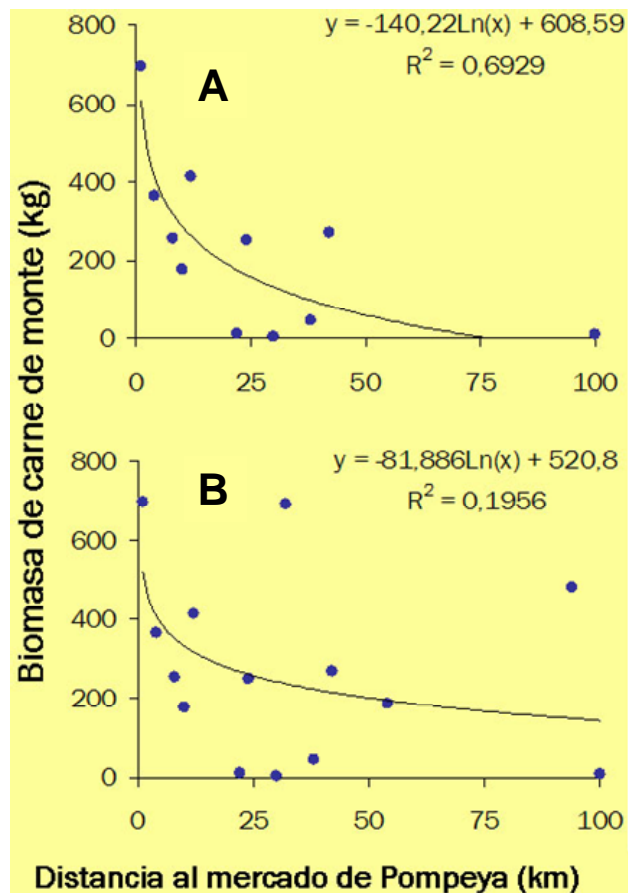 y = -140,22Ln(x) + 608,59
R² = 0,6929
A
800
600
400
200
0
0 25 50 75 100
Biomasa de carne de monte (kg)
y = -81,886Ln(x) + 520,8
R² = 0,1956
B
800
600
400
200
0
0 25 50 75 100
Distancia al mercado de Pompeya (km)